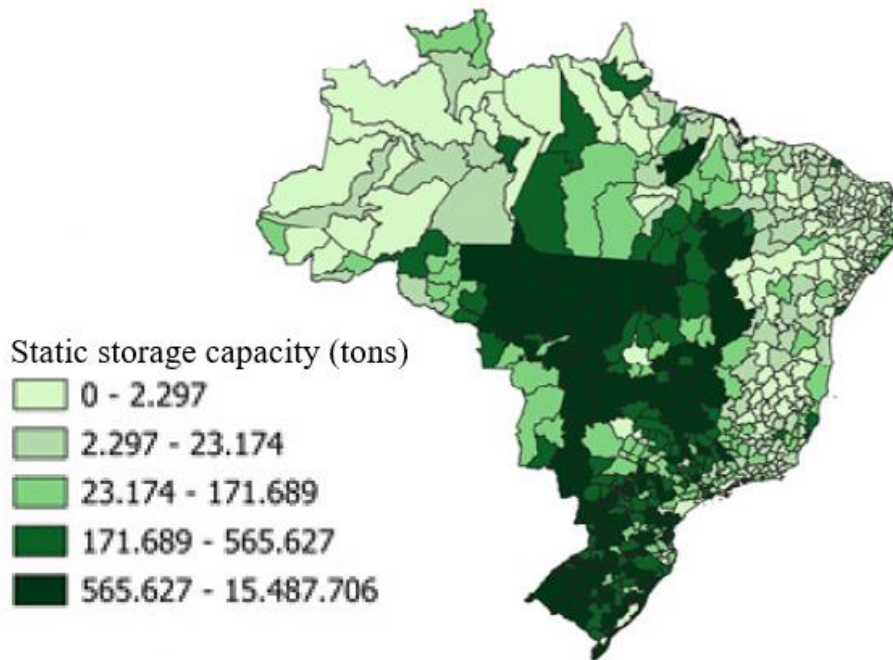 Static storage capacity (tons)
0 - 2.297
2.297 - 23.174
23.174 - 171.689
171.689 - 565.627
565.627 - 15.487.706